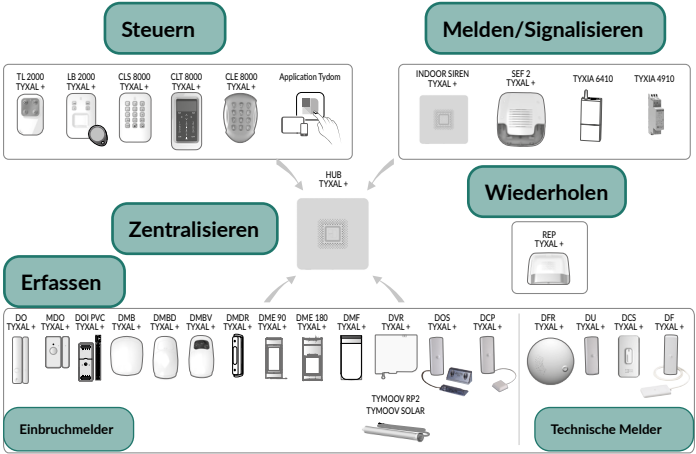 Steuern
Melden/Signalisieren
TL 2000
TYXAL +
LB 2000
TYXAL +
CLS 8000
TYXAL +
CLT 8000
TYXAL +
CLE 8000
TYXAL +
Application Tydom
INDOOR SIREN
TYXAL +
SEF 2
TYXAL +
TYXIA 6410
TYXIA 4910
HUB
TYXAL +
Zentralisieren
Wiederholen
REP
TYXAL +
Erfassen
DO
TYXAL +
MDO
TYXAL +
DOI PVC
TYXAL +
DMB
TYXAL +
DMBD
TYXAL +
DMBV
TYXAL +
DMDR
TYXAL +
DME 90
TYXAL +
DME 180
TYXAL +
DMF
TYXAL +
DVR
TYXAL +
DOS
TYXAL +
DCP
TYXAL +
DFR
TYXAL +
DU
TYXAL +
DCS
TYXAL +
DF
TYXAL +
TYMOOV RP2
TYMOOV SOLAR
Einbruchmelder
Technische Melder